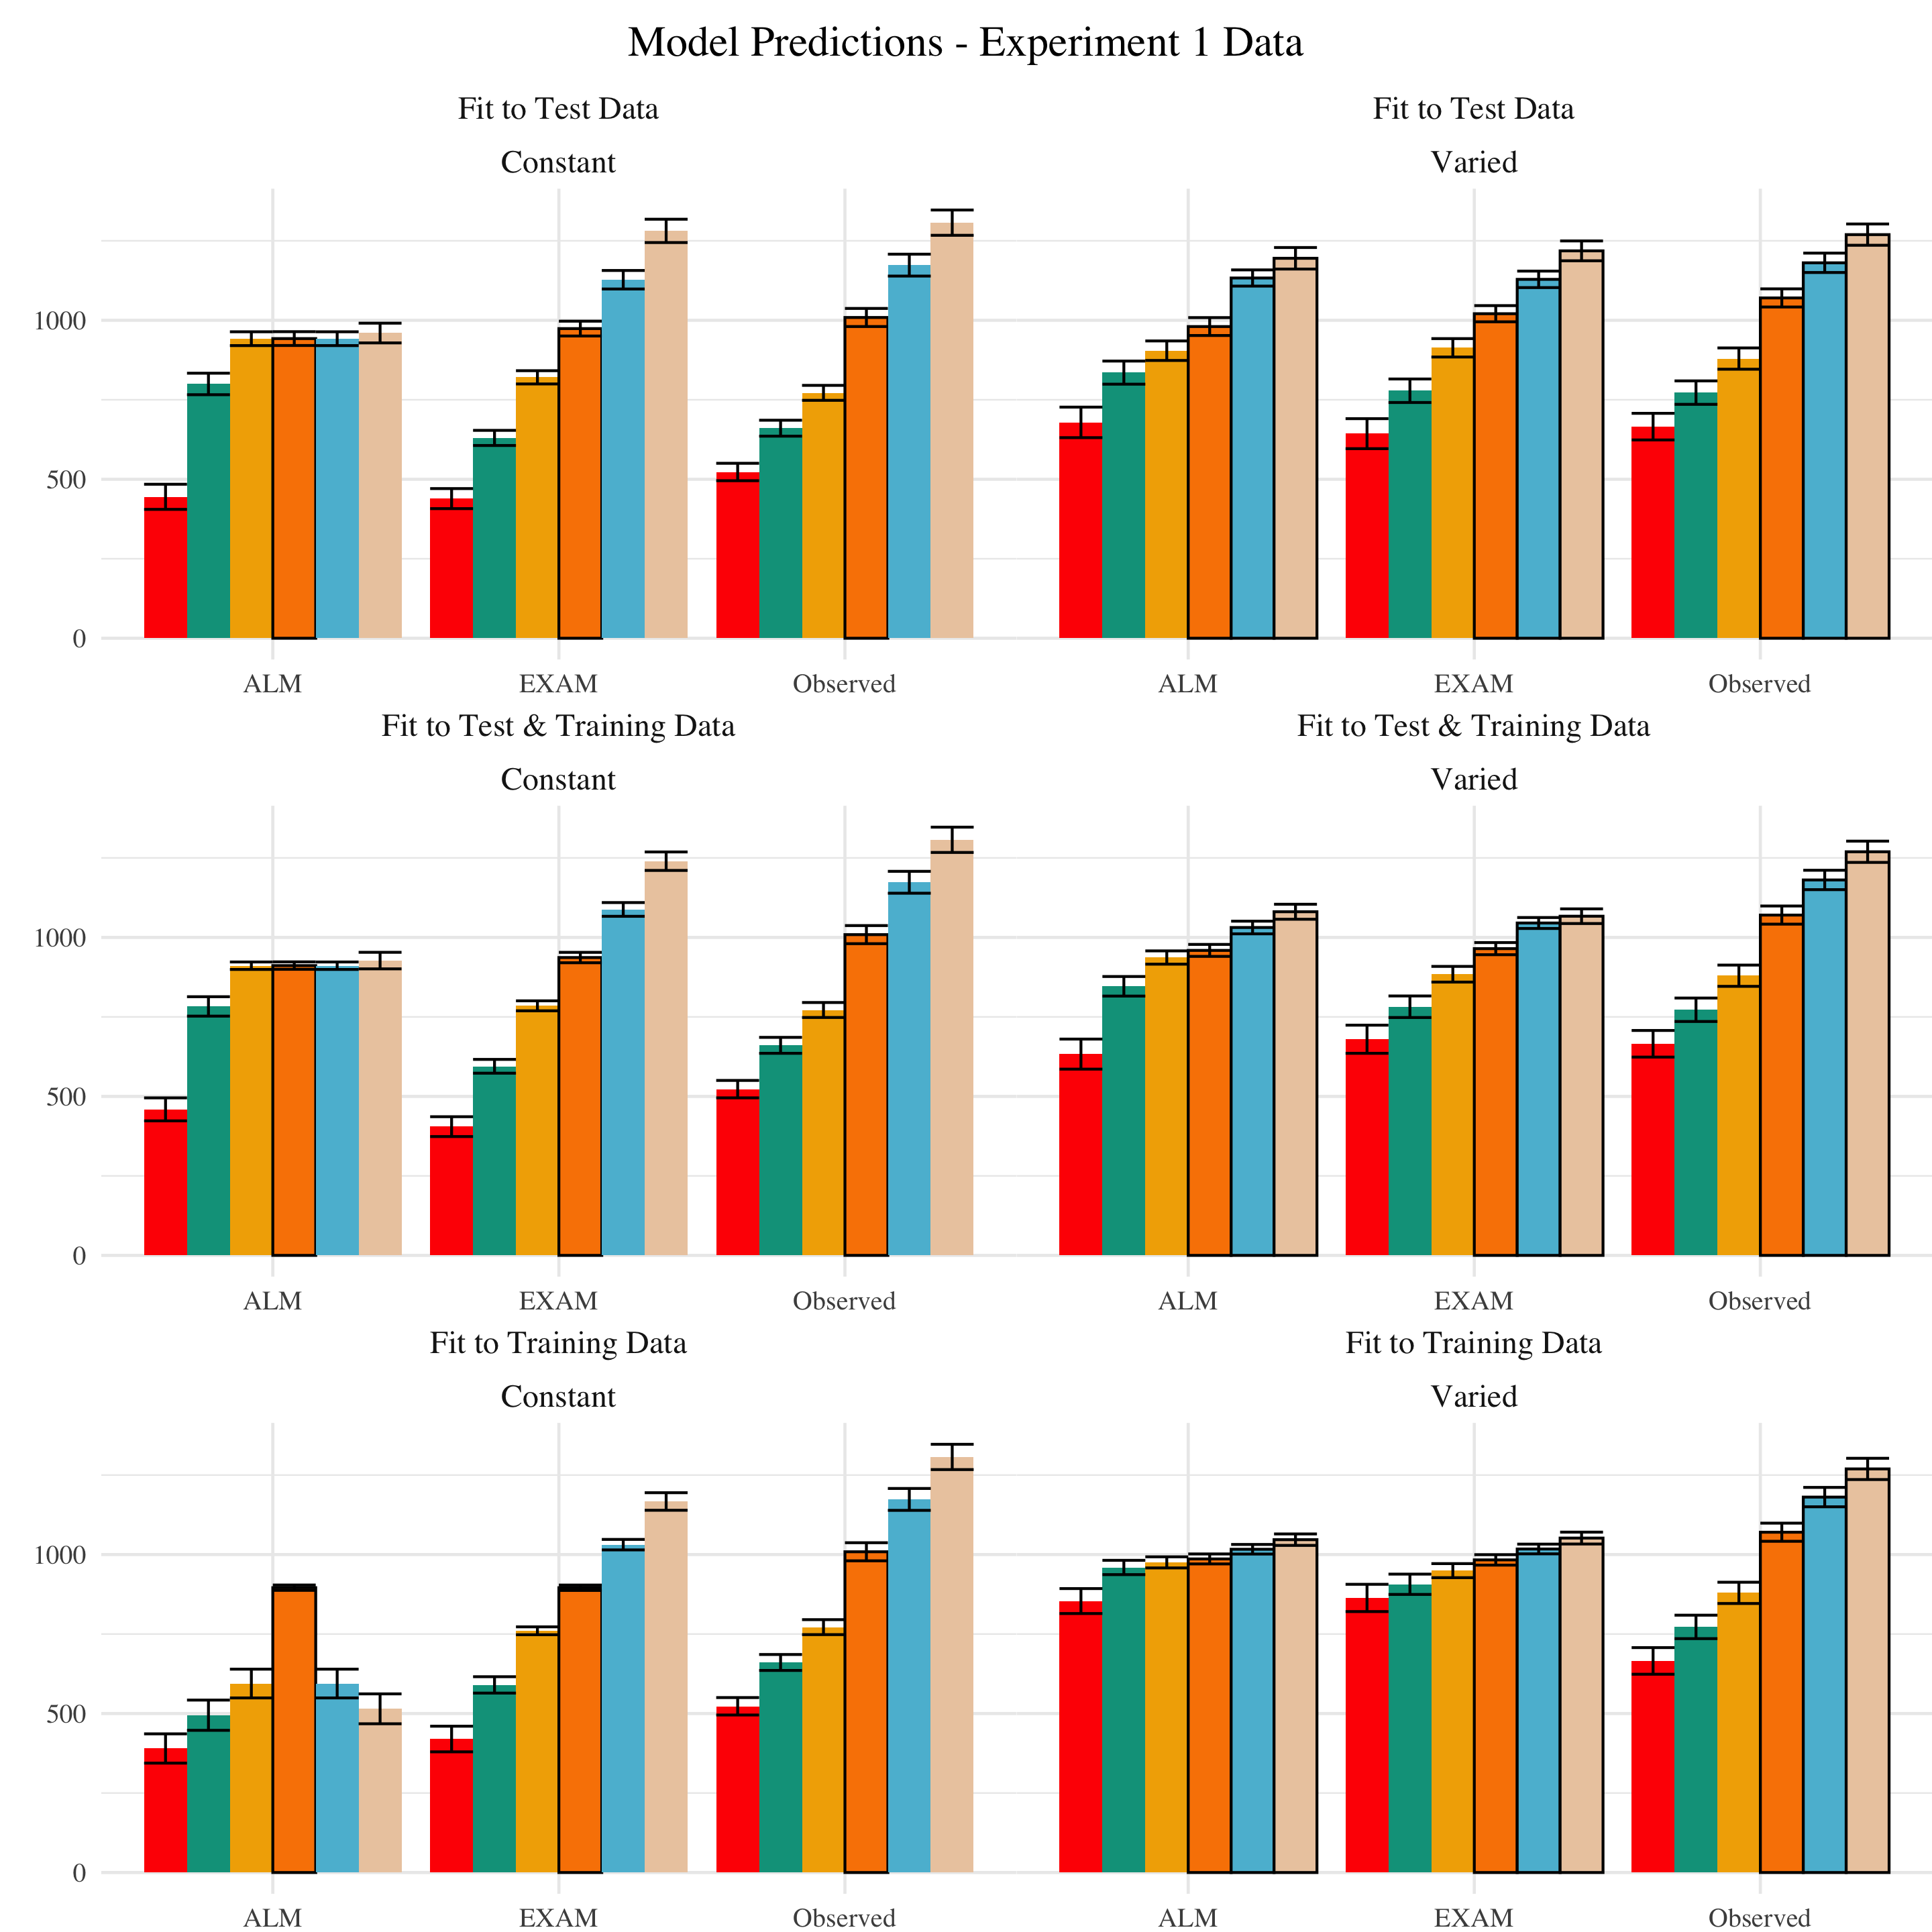 Model Predictions - Experiment 1 Data
Fit to Test Data Fit to Test Data
Constant Varied
1000
500
0
ALM EXAM Observed ALM EXAM Observed
Fit to Test & Training Data Fit to Test & Training Data
Constant Varied
1000
500
0
ALM EXAM Observed ALM EXAM Observed
Fit to Training Data Fit to Training Data
Constant Varied
1000
500
0
ALM EXAM Observed ALM EXAM Observed